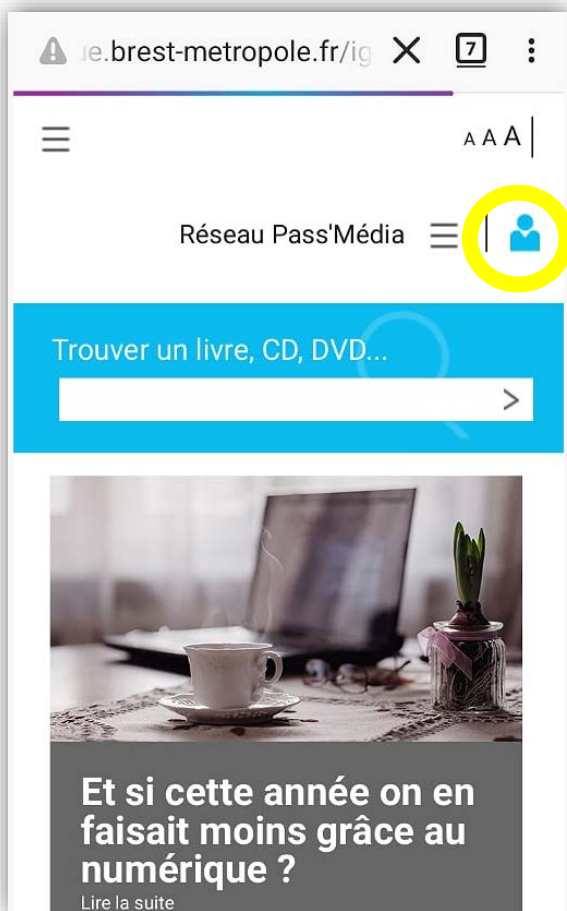 ue.brest-metropole.fr/ig 7
A A A
Réseau Pass'Média
Trouver un livre, CD, DVD...
Et si cette année on en
faisait moins grâce au
numérique ?
Lire la suite